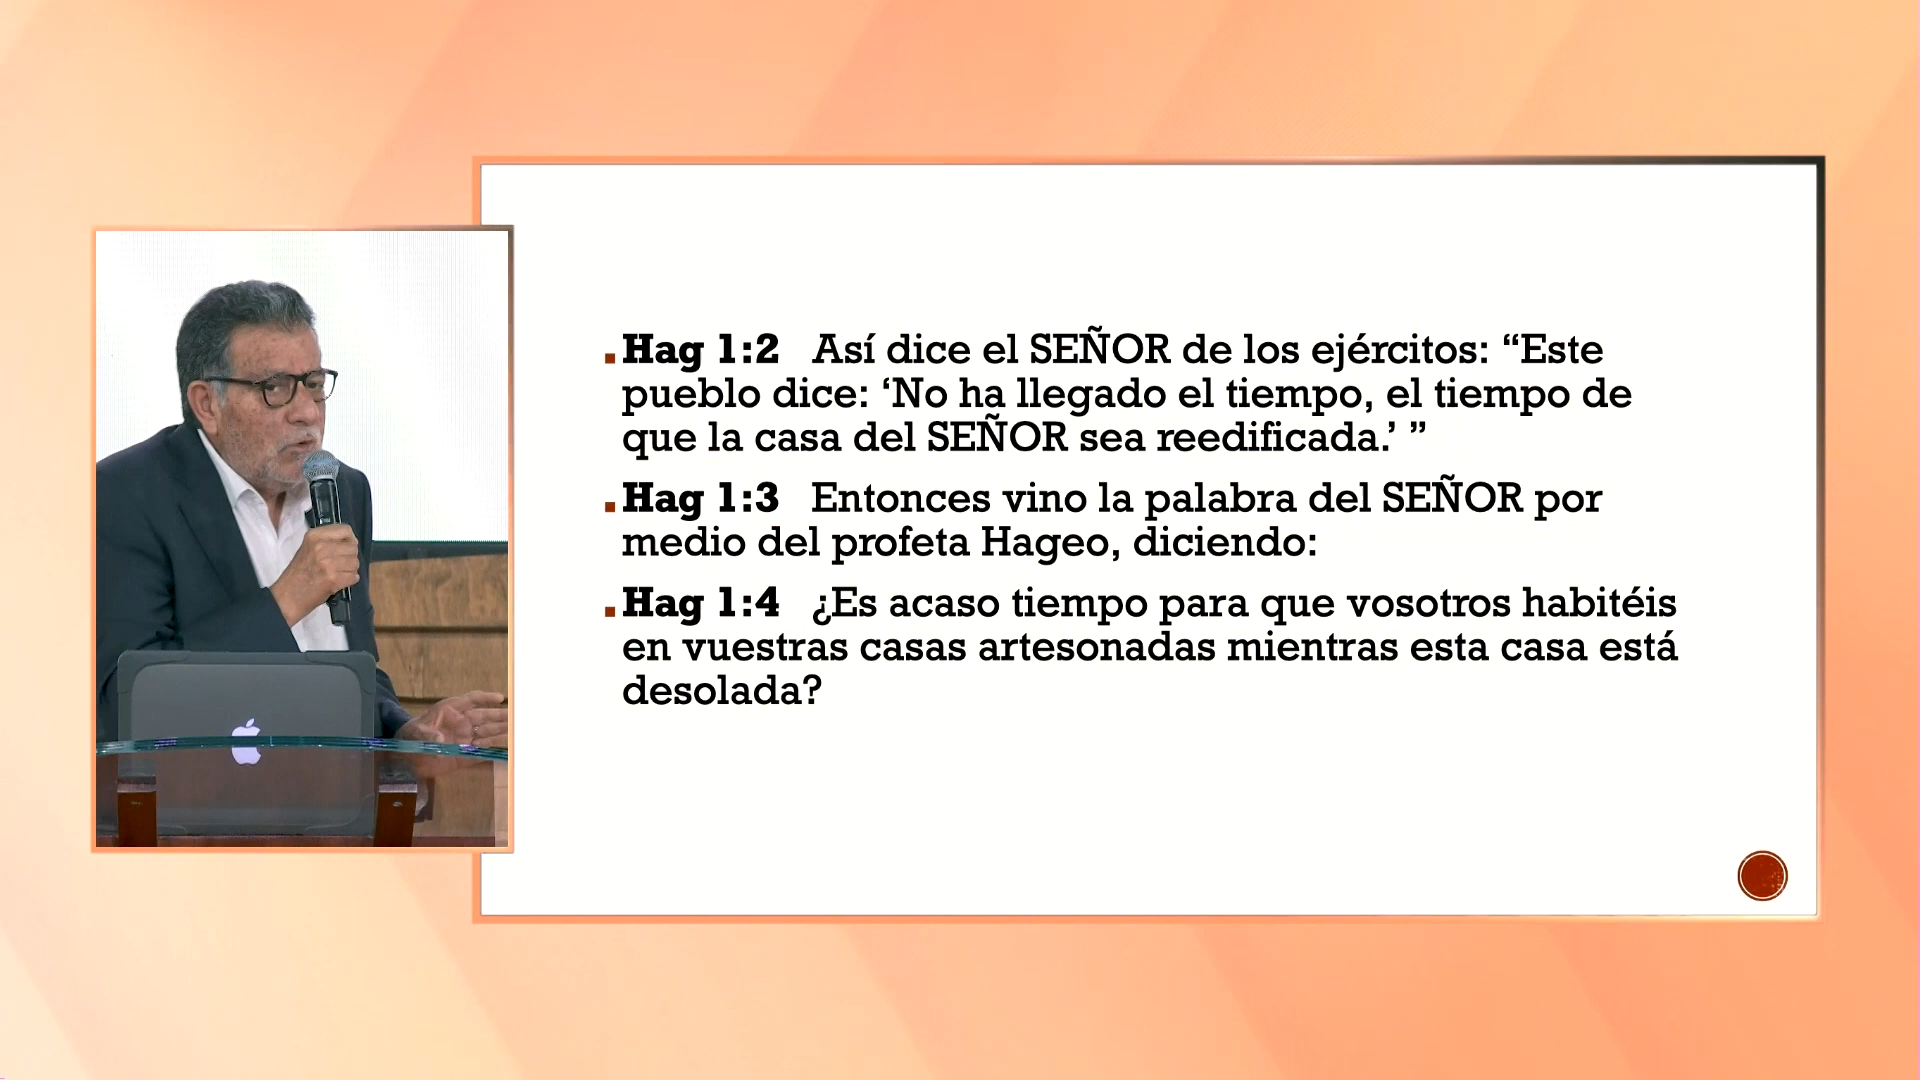 Hag 1:2 Así dice el SEÑOR de los ejércitos: “Este
pueblo dice: ‘No ha llegado el tiempo, el tiempo de
que la casa del SEÑOR sea reedificada.’ ”
Hag 1:3 Entonces vino la palabra del SEÑOR por
medio del profeta Hageo, diciendo:
Hag 1:4 ¿Es acaso tiempo para que vosotros habitéis
en vuestras casas artesonadas mientras esta casa está
desolada?